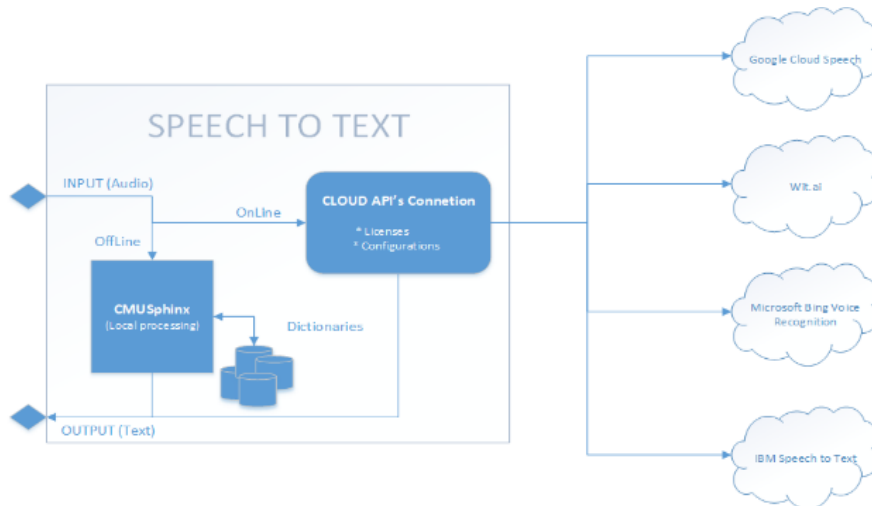 SPEECH TO TEXT
INPUT (Audio)
OnLIne
OffLine
CLOUD API's Connetion
* Licenses
* Configurations
CMUSphinx
(Local processing)
Dictionaries
OUTPUT (Text)
Google Cloud Speech
Wit.ai
Microsoft Bing Voice
Recognition
IBM Speech to Text